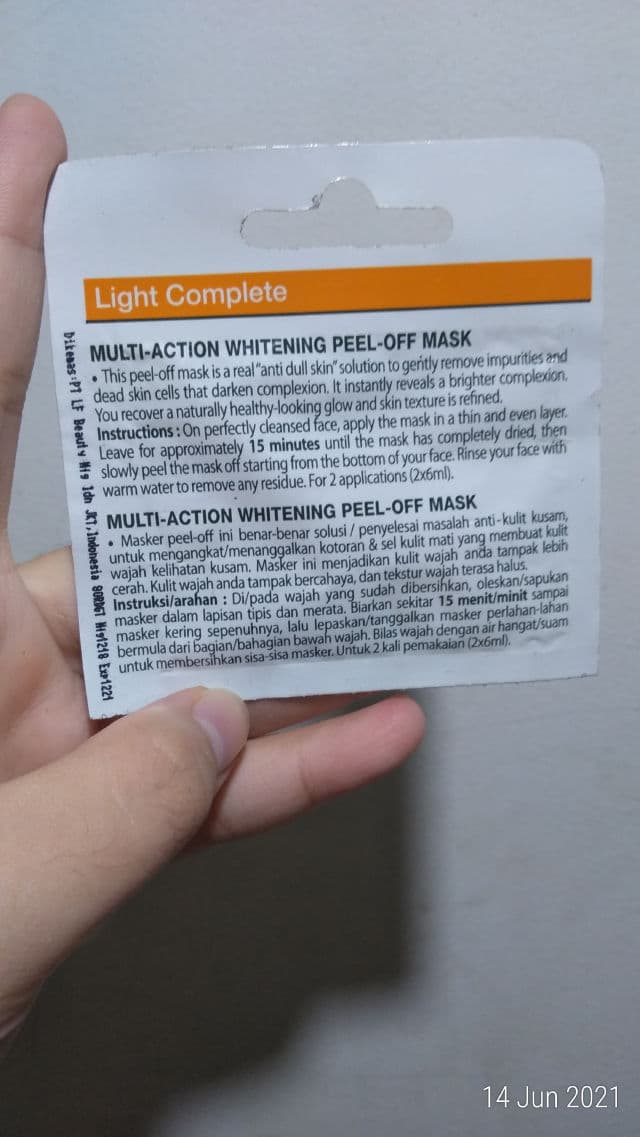 Light Complete
MULTI-ACTION WHITENING PEEL-OFF MASK
• This peel-off mask is a real "anti dull skin" solution to gently remove impurities and
dead skin cells that darken complexion. It instantly reveals a brighter complexion.
You recover a naturally healthy-looking glow and skin texture is refined.
Instructions : On perfectly cleansed face, apply the mask in a thin and even layer.
Leave for approximately 15 minutes until the mask has completely dried, then
slowly peel the mask off starting from the bottom of your face. Rinse your face with
warm water to remove any residue. For 2 applications (2x6ml).
MULTI-ACTION WHITENING PEEL-OFF MASK
• Masker peel-off ini benar-benar solusi / penyelesai masalah anti-kulit kusam,
untuk mengangkat/menanggalkan kotoran & sel kulit mati yang membuat kulit
wajah kelihatan kusam. Masker ini menjadikan kulit wajah anda tampak lebih
cerah. Kulit wajah anda tampak bercahaya, dan tekstur wajah terasa halus.
Instruksi/arahan : Di/pada wajah yang sudah dibersihkan, oleskan/sapukan
masker dalam lapisan tipis dan merata. Biarkan sekitar 15 menit/minit sampai
masker kering sepenuhnya, lalu lepaskan/tanggalkan masker perlahan-lahan
bermula dari bagian/bahagian bawah wajah. Bilas wajah dengan air hangat/suam
untuk membersihkan sisa-sisa masker. Untuk 2 kali pemakaian (2x6ml).
Dikemas:PT LF Beauty Mfg Idn JKT,Indonesia Mfg1218 Exp1221
14 Jun 2021